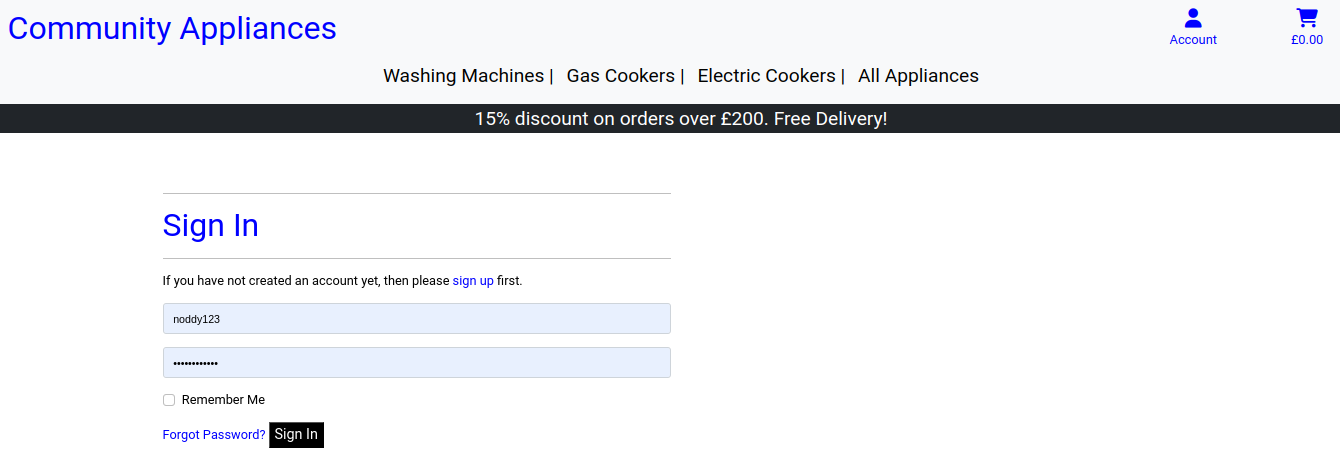 Community Appliances
Account
£0.00
Washing Machines | Gas Cookers | Electric Cookers | All Appliances
15% discount on orders over £200. Free Delivery!
Sign In
If you have not created an account yet, then please sign up first.
noddy123
••••••••••••
Remember Me
Forgot Password? Sign In